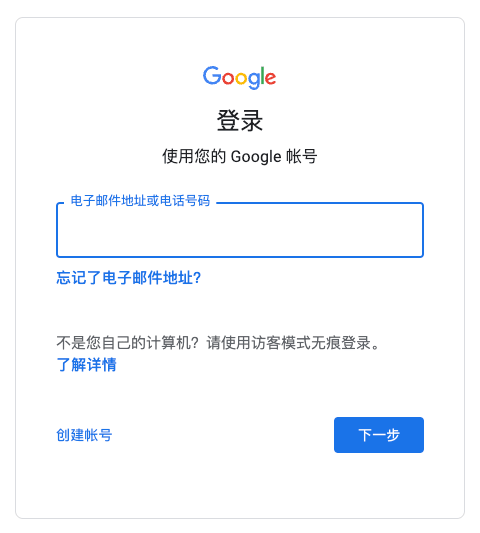 Google
登录
使用您的 Google 帐号
电子邮件地址或电话号码
忘记了电子邮件地址?
不是您自己的计算机？请使用访客模式无痕登录。
了解详情
创建帐号
下一步